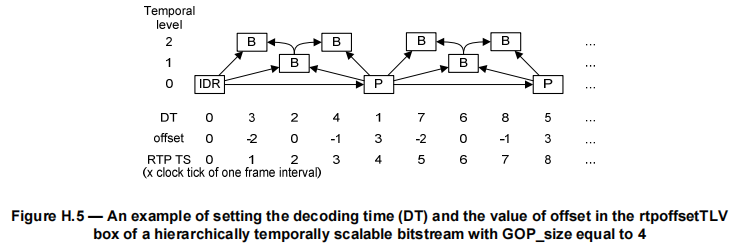 Temporal
level
2 B B B B ...
1 B B ...
0 IDR P P ...
DT 0 3 2 4 1 7 6 8 5 ...
offset 0 -2 0 -1 3 -2 0 -1 3 ...
RTP TS 0 1 2 3 4 5 6 7 8 ...
(x clock tick of one frame interval)
Figure H.5 — An example of setting the decoding time (DT) and the value of offset in the rtpoffsetTLV
box of a hierarchically temporally scalable bitstream with GOP_size equal to 4